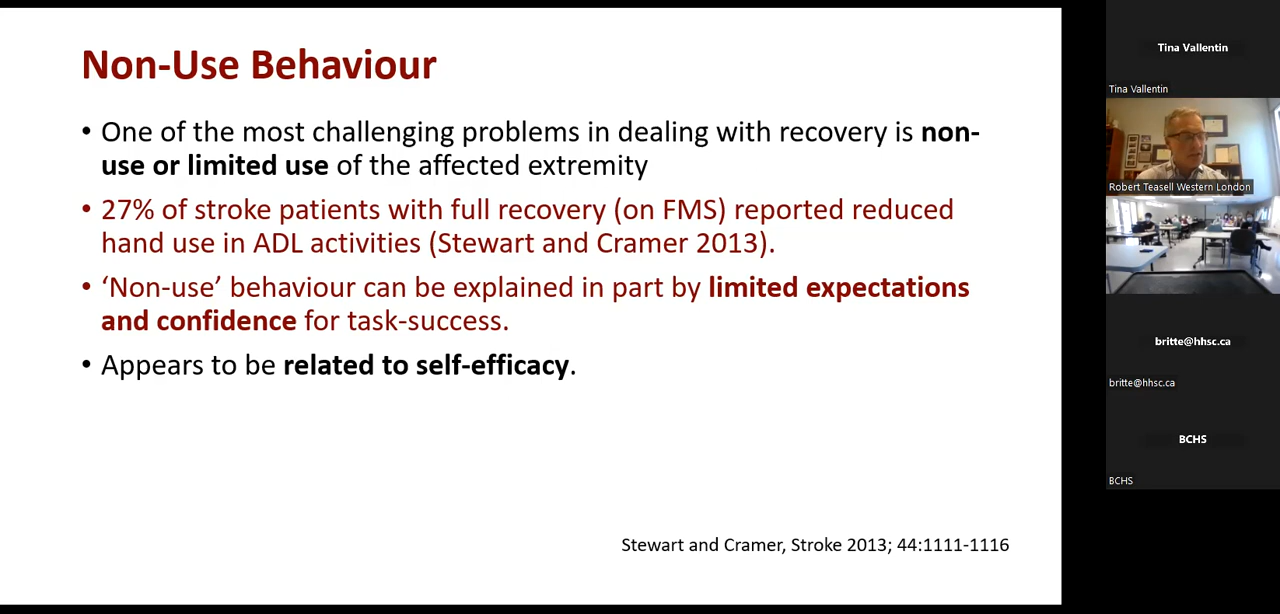 Non-Use Behaviour
• One of the most challenging problems in dealing with recovery is non-
use or limited use of the affected extremity
• 27% of stroke patients with full recovery (on FMS) reported reduced
hand use in ADL activities (Stewart and Cramer 2013).
• ‘Non-use’ behaviour can be explained in part by limited expectations
and confidence for task-success.
• Appears to be related to self-efficacy.
Stewart and Cramer, Stroke 2013; 44:1111-1116
Tina Vallentin
Tina Vallentin
Robert Teasell Western London
britte@hhsc.ca
britte@hhsc.ca
BCHS
BCHS